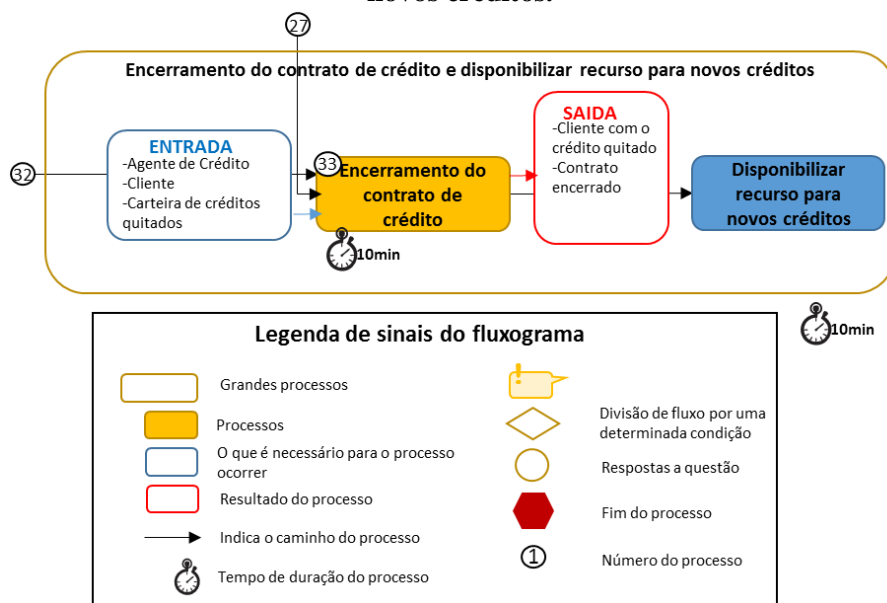 novos créditos.
27
Encerramento do contrato de crédito e disponibilizar recurso para novos créditos
32
ENTRADA
-Agente de Crédito
-Cliente
-Carteira de créditos
quitados
33
Encerramento do
contrato de
crédito
10min
SAIDA
-Cliente com o
crédito quitado
-Contrato
encerrado
Disponibilizar
recurso para
novos créditos
10min
Legenda de sinais do fluxograma
Grandes processos
Processos
O que é necessário para o processo
ocorrer
Resultado do processo
Indica o caminho do processo
Tempo de duração do processo
!
Divisão de fluxo por uma
determinada condição
Respostas a questão
Fim do processo
1
Número do processo